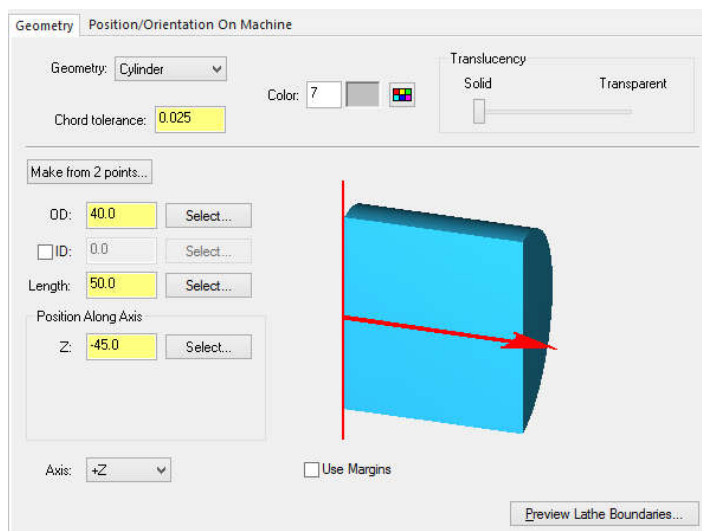 Geometry Position/Orientation On Machine
Translucency
Geometry: Cylinder
Solid Transparent
Color: 7
Chord tolerance: 0.025
Make from 2 points...
OD: 40.0 Select...
ID: 0.0 Select...
Length: 50.0 Select...
Position Along Axis
Z: -45.0 Select...
Axis: +Z Use Margins
Preview Lathe Boundaries...